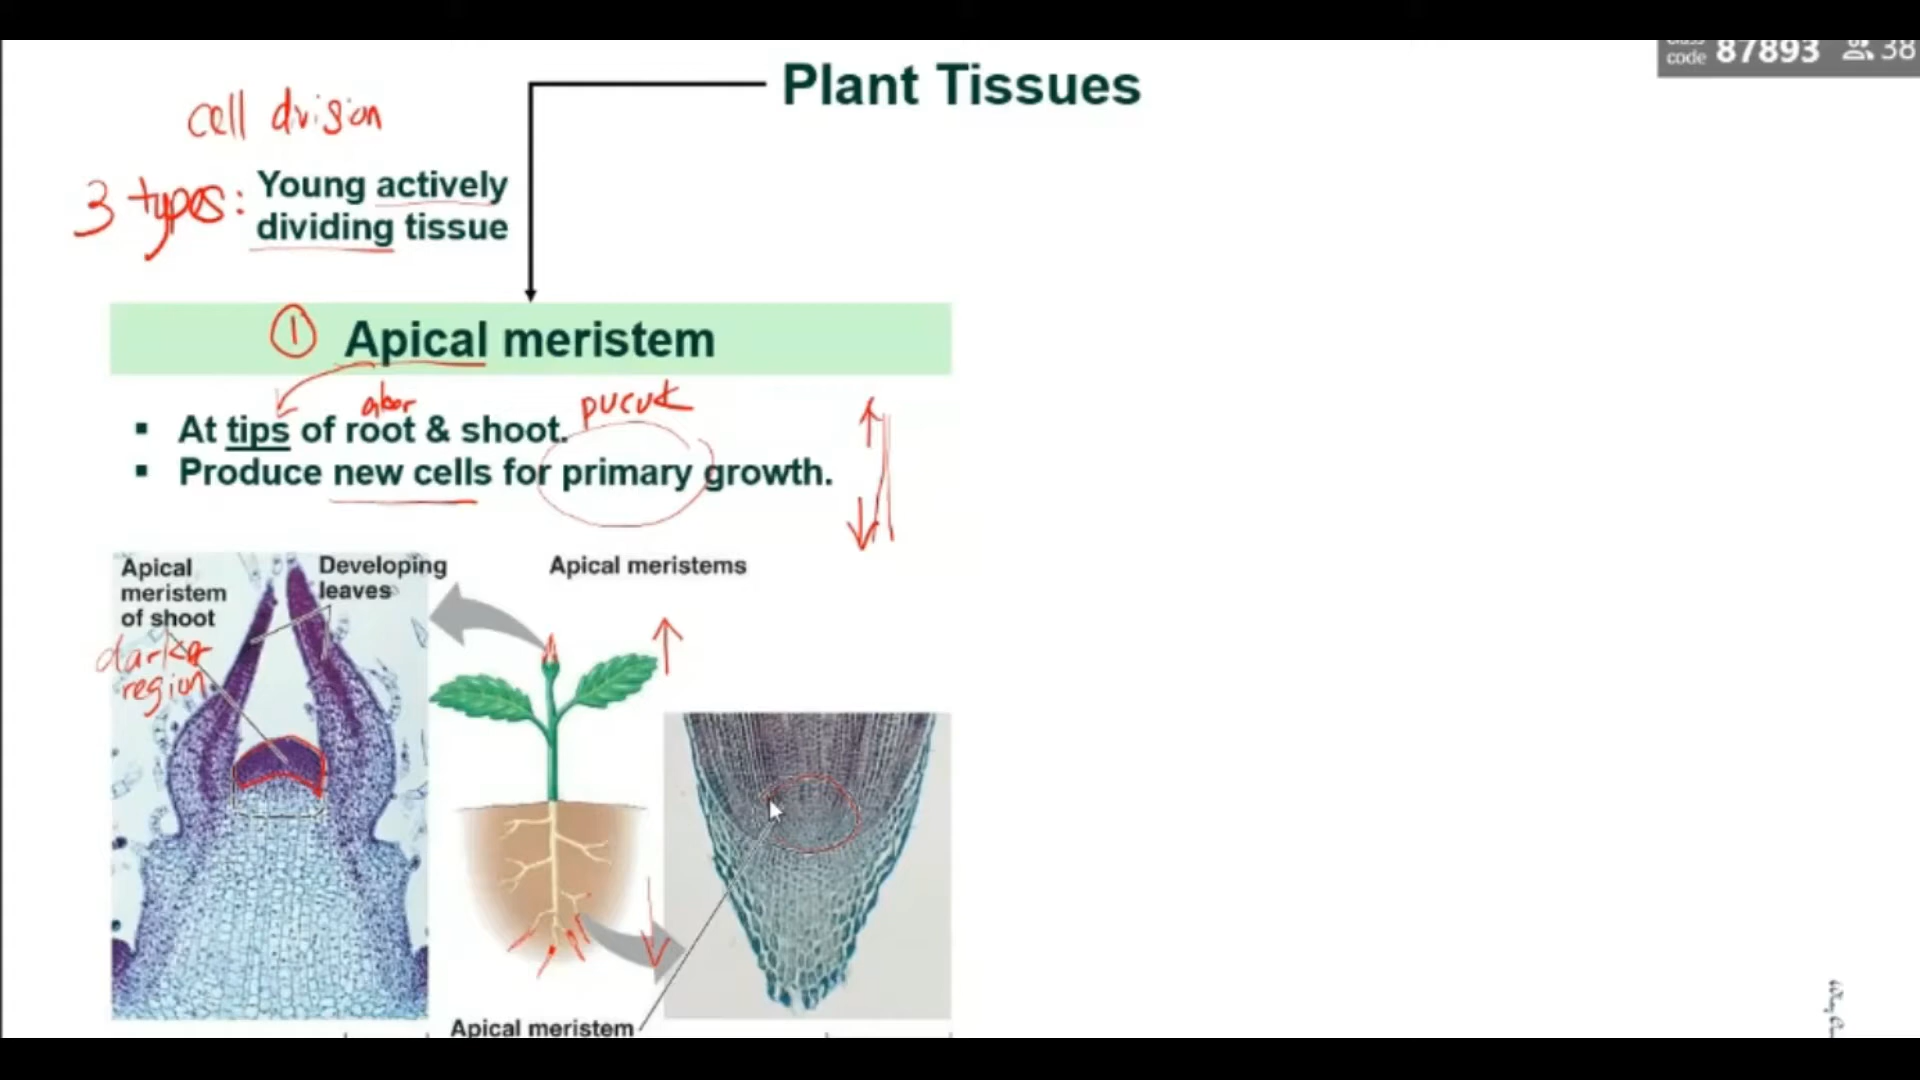 class
code 87893 38
Plant Tissues
cell division
3 types: Young actively
dividing tissue
① Apical meristem
akar pucuk
▪ At tips of root & shoot.
▪ Produce new cells for primary growth.
Apical
meristem
of shoot
Developing
leaves
Apical meristems
darker
region
Apical meristem